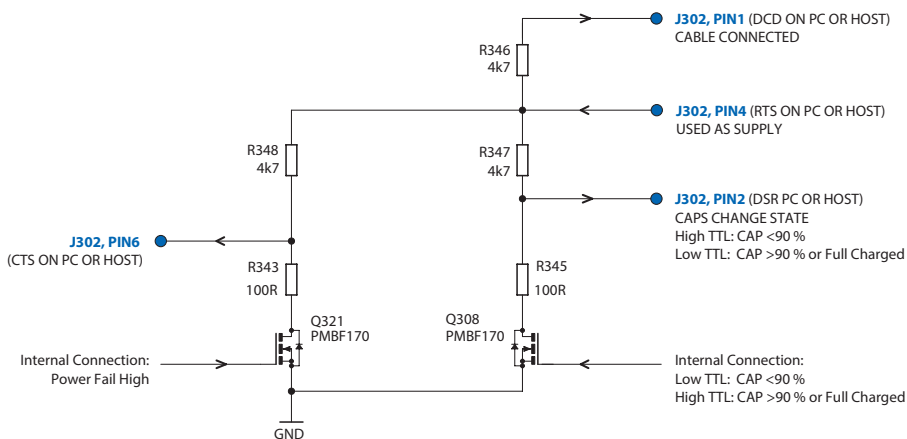 J302, PIN1 (DCD ON PC OR HOST)
CABLE CONNECTED
R346
4k7
J302, PIN4 (RTS ON PC OR HOST)
USED AS SUPPLY
R348
4k7
R347
4k7
J302, PIN2 (DSR PC OR HOST)
CAPS CHANGE STATE
High TTL: CAP <90 %
Low TTL: CAP >90 % or Full Charged
J302, PIN6
(CTS ON PC OR HOST)
R343
100R
R345
100R
Q321
PMBF170
Q308
PMBF170
Internal Connection:
Power Fail High
Internal Connection:
Low TTL: CAP <90 %
High TTL: CAP >90 % or Full Charged
GND